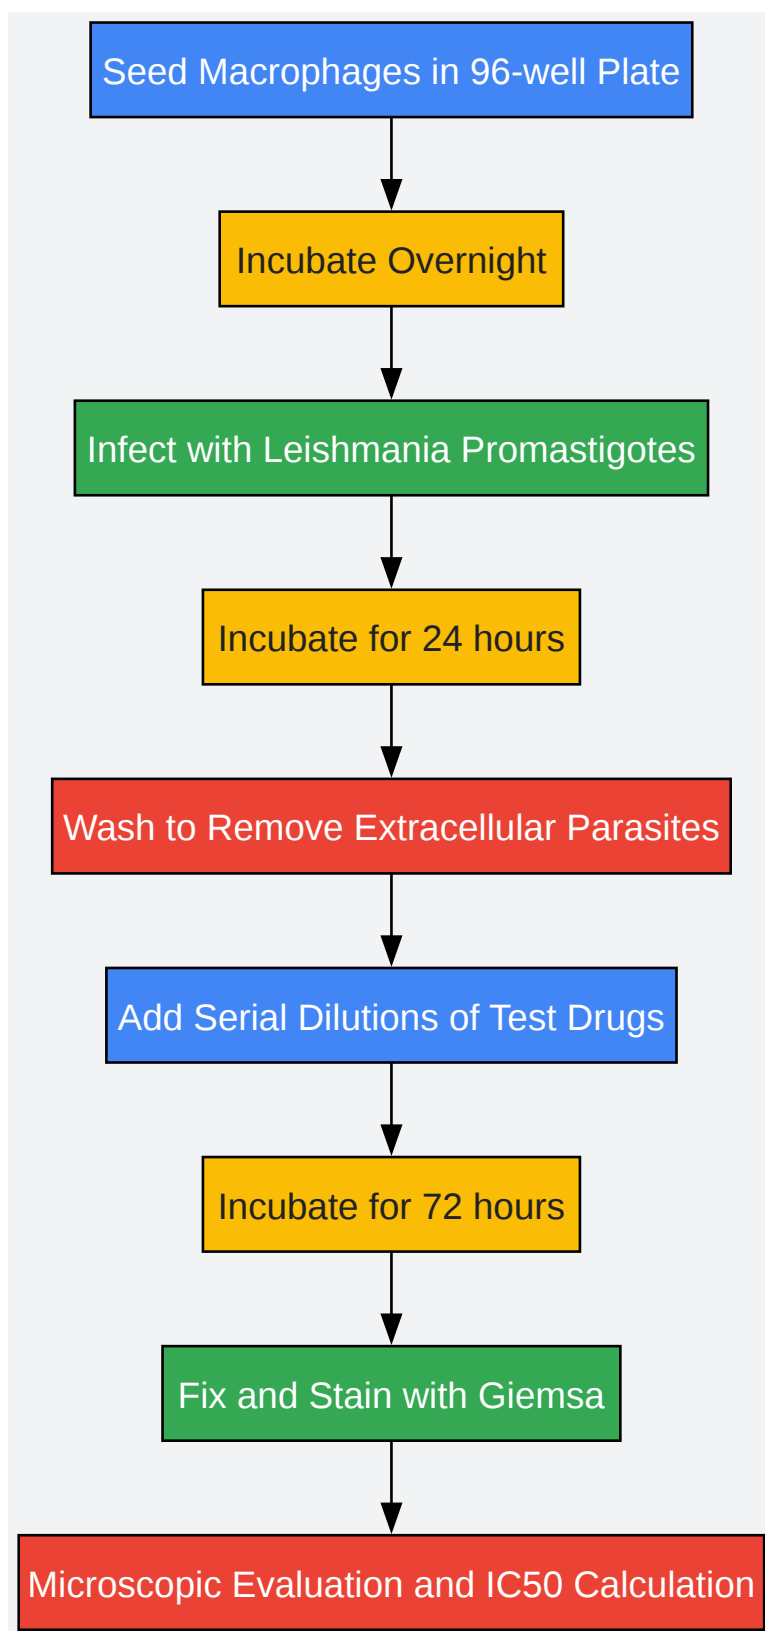 Seed Macrophages in 96-well Plate
Incubate Overnight
Infect with Leishmania Promastigotes
Incubate for 24 hours
Wash to Remove Extracellular Parasites
Add Serial Dilutions of Test Drugs
Incubate for 72 hours
Fix and Stain with Giemsa
Microscopic Evaluation and IC50 Calculation